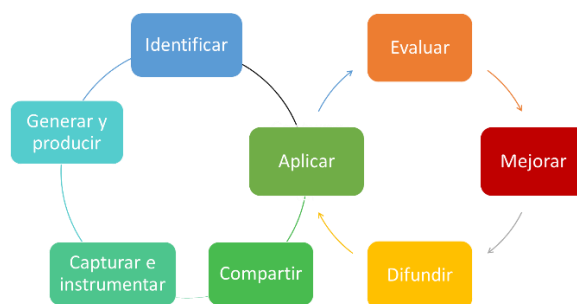 Identificar
Evaluar
Generar y
producir
Aplicar
Mejorar
Capturar e
instrumentar
Compartir
Difundir